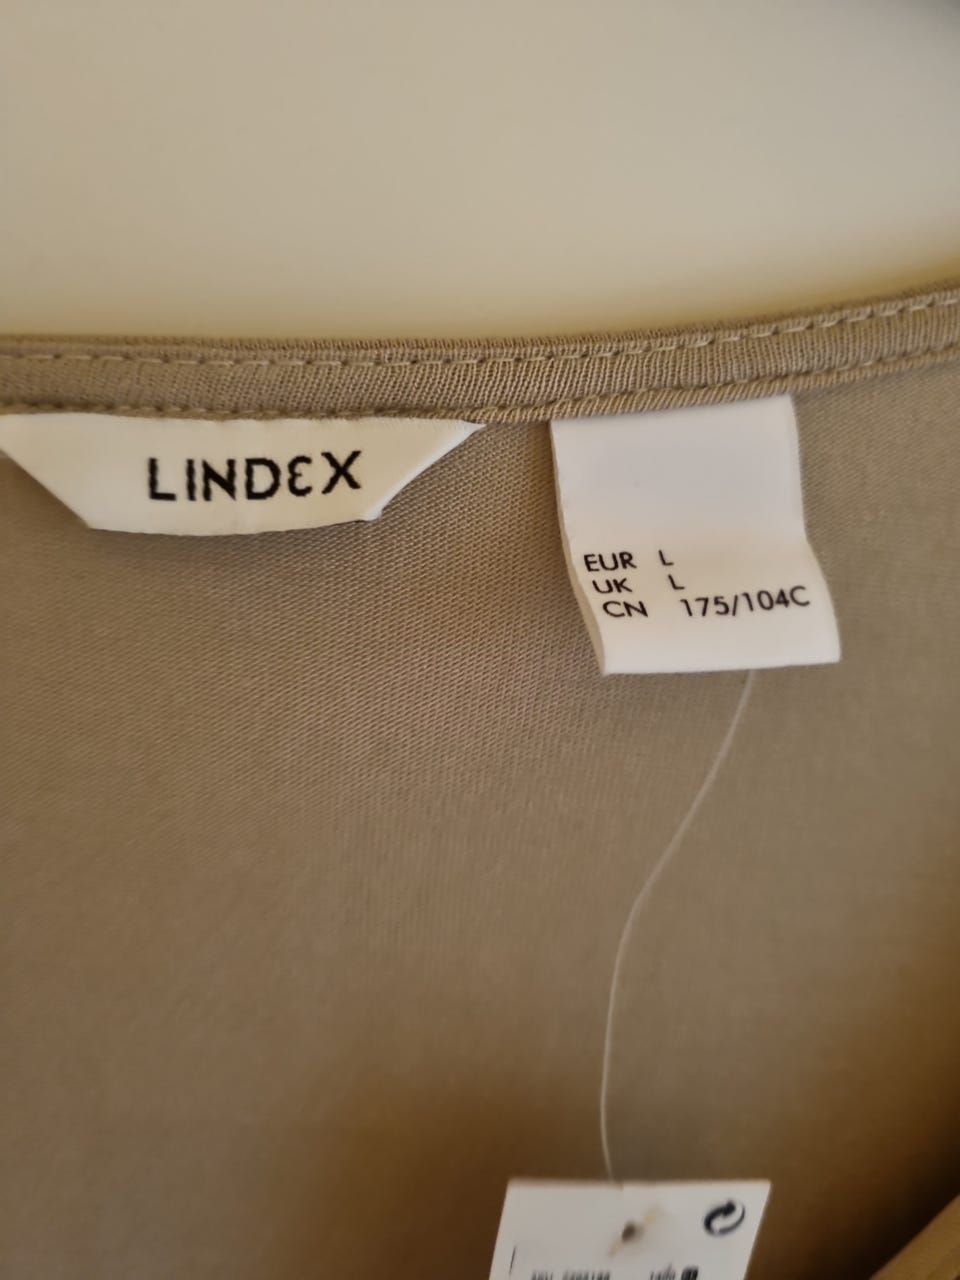 LINDEX
EUR L
UK L
CN 175/104C